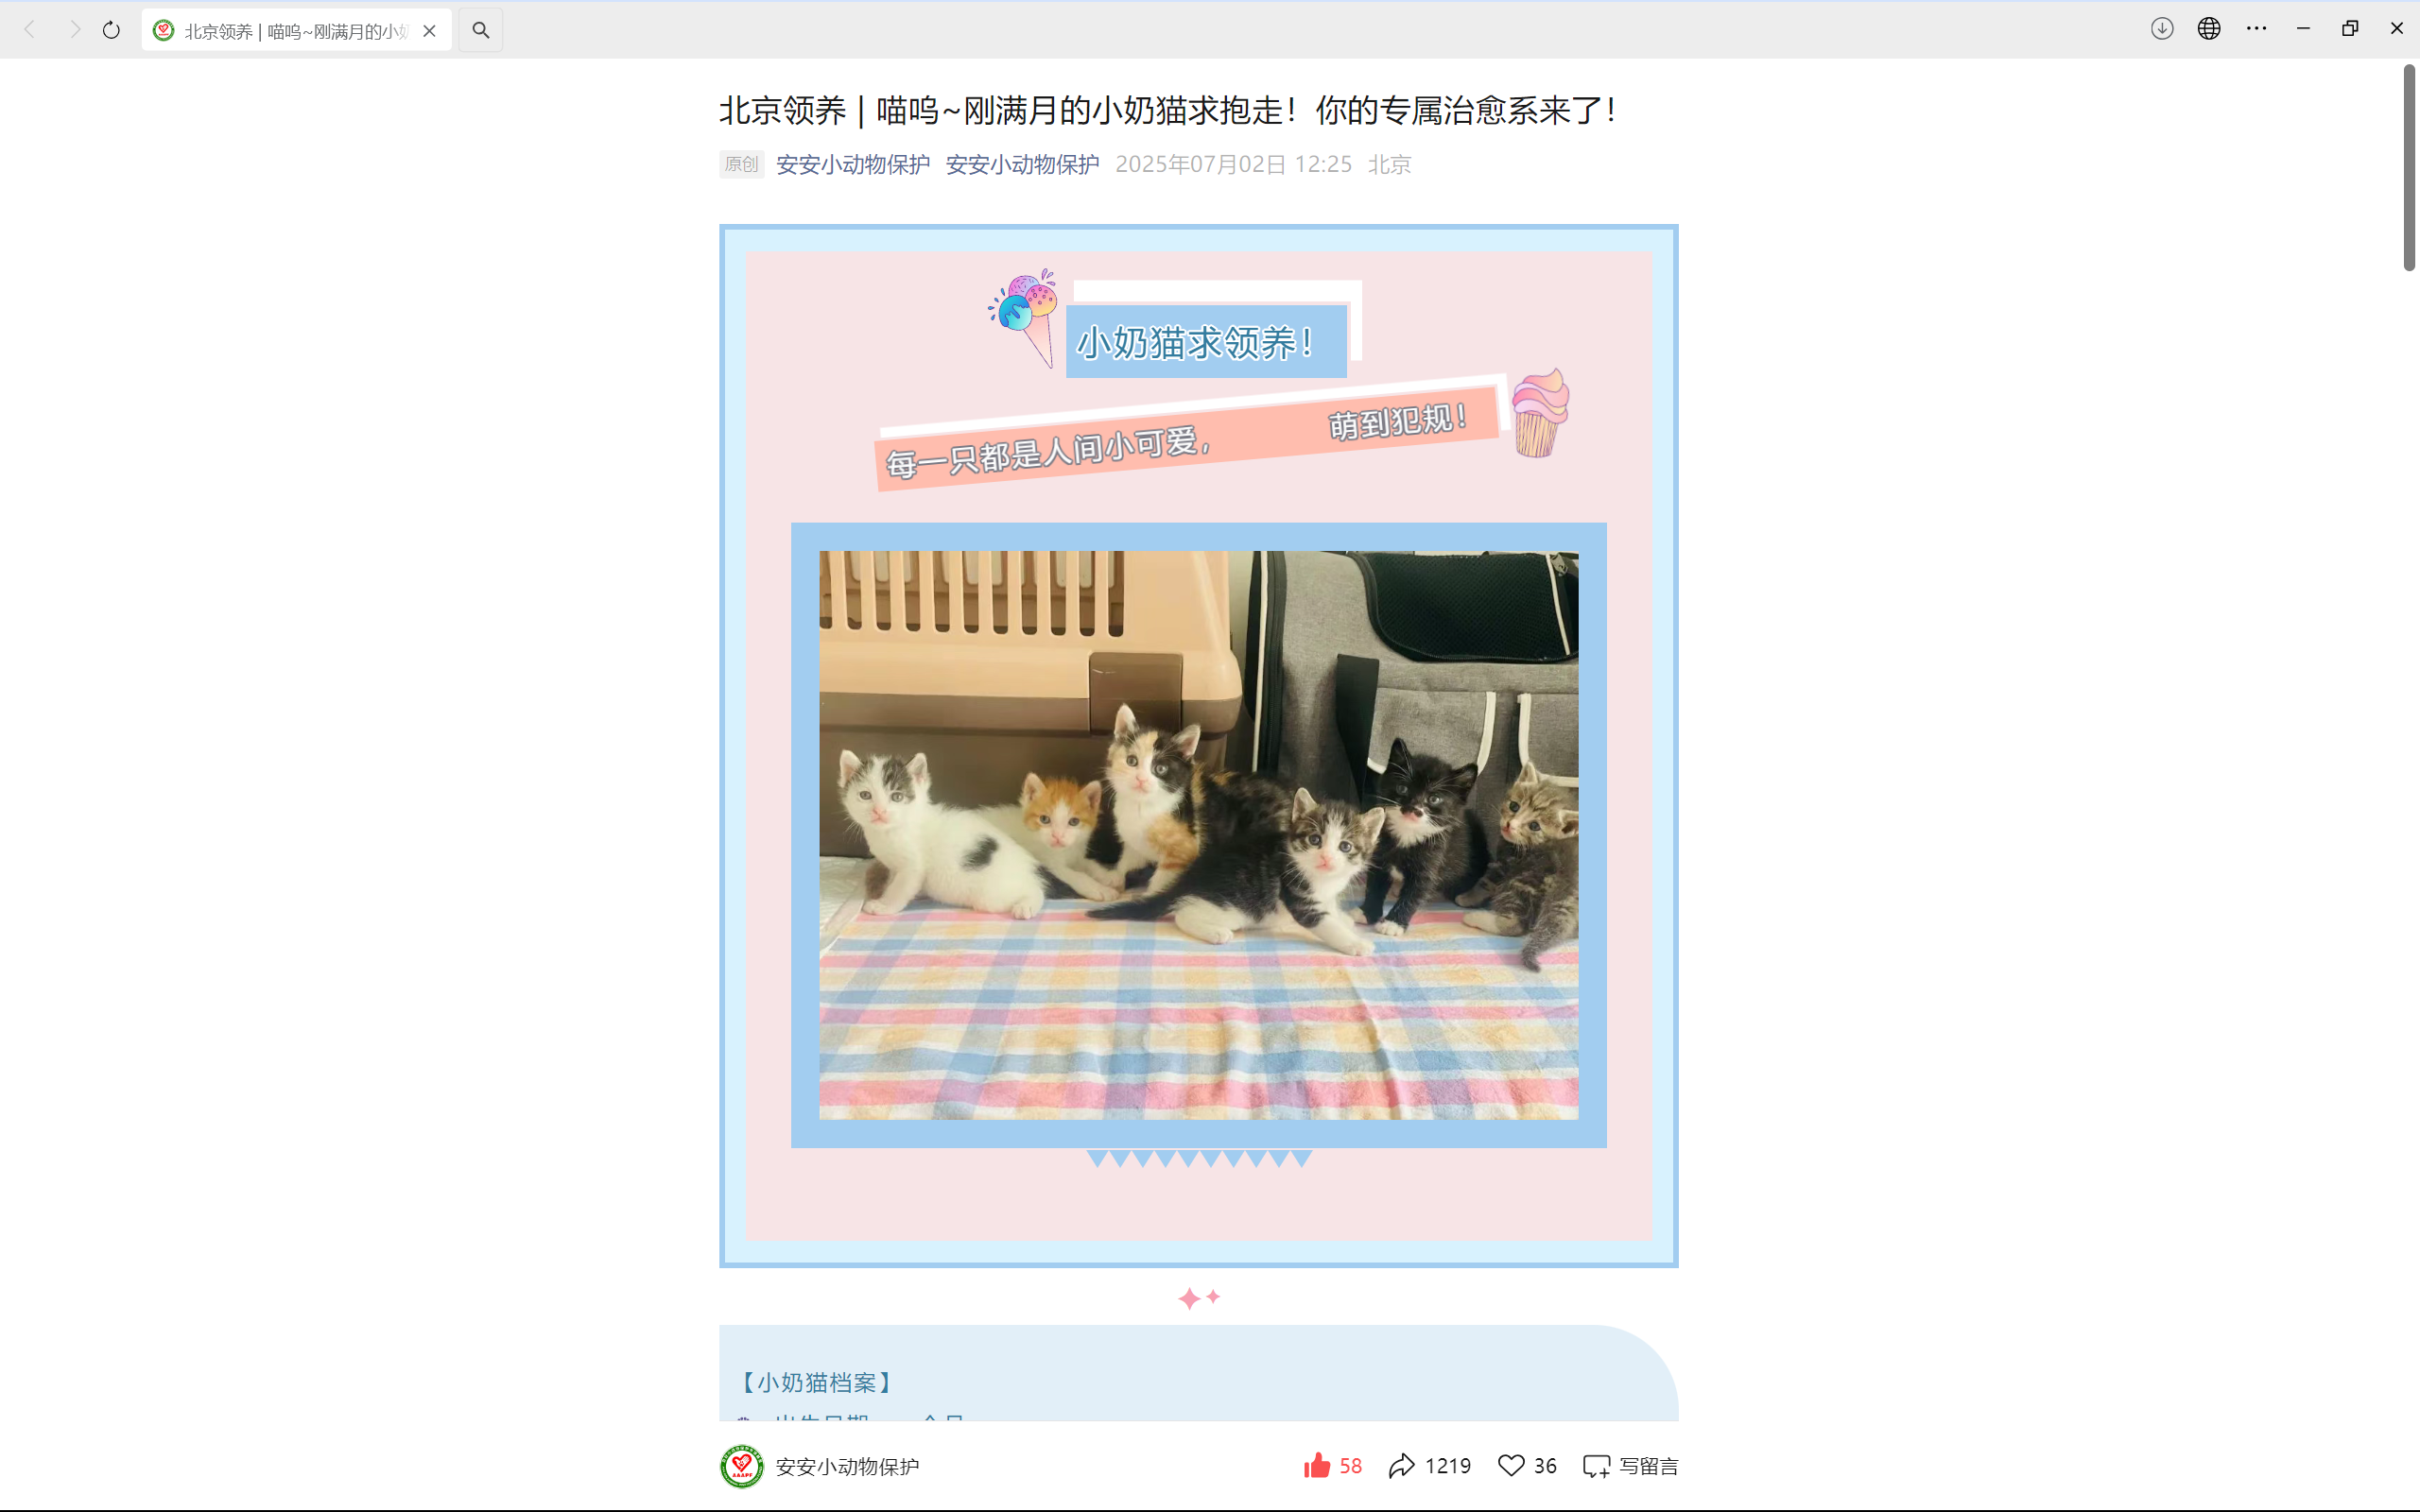 北京领养 | 喵呜~刚满月的小奶
北京领养 | 喵呜~刚满月的小奶猫求抱走！你的专属治愈系来了！
原创 安安小动物保护 安安小动物保护 2025年07月02日 12:25 北京
小奶猫求领养！
每一只都是人间小可爱， 萌到犯规！
【小奶猫档案】
安安小动物保护 58 1219 36 写留言